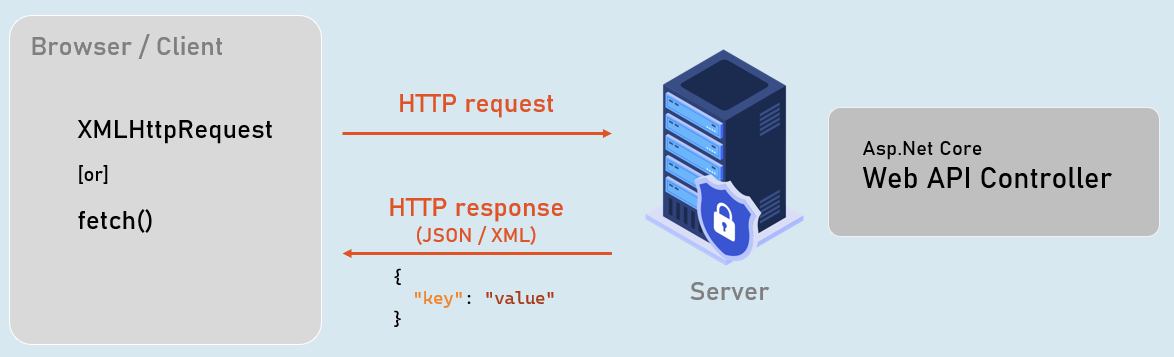 Browser / Client
XMLHttpRequest
[or]
fetch()
HTTP request
HTTP response
(JSON / XML)
{
"key": "value"
}
Server
Asp.Net Core
Web API Controller